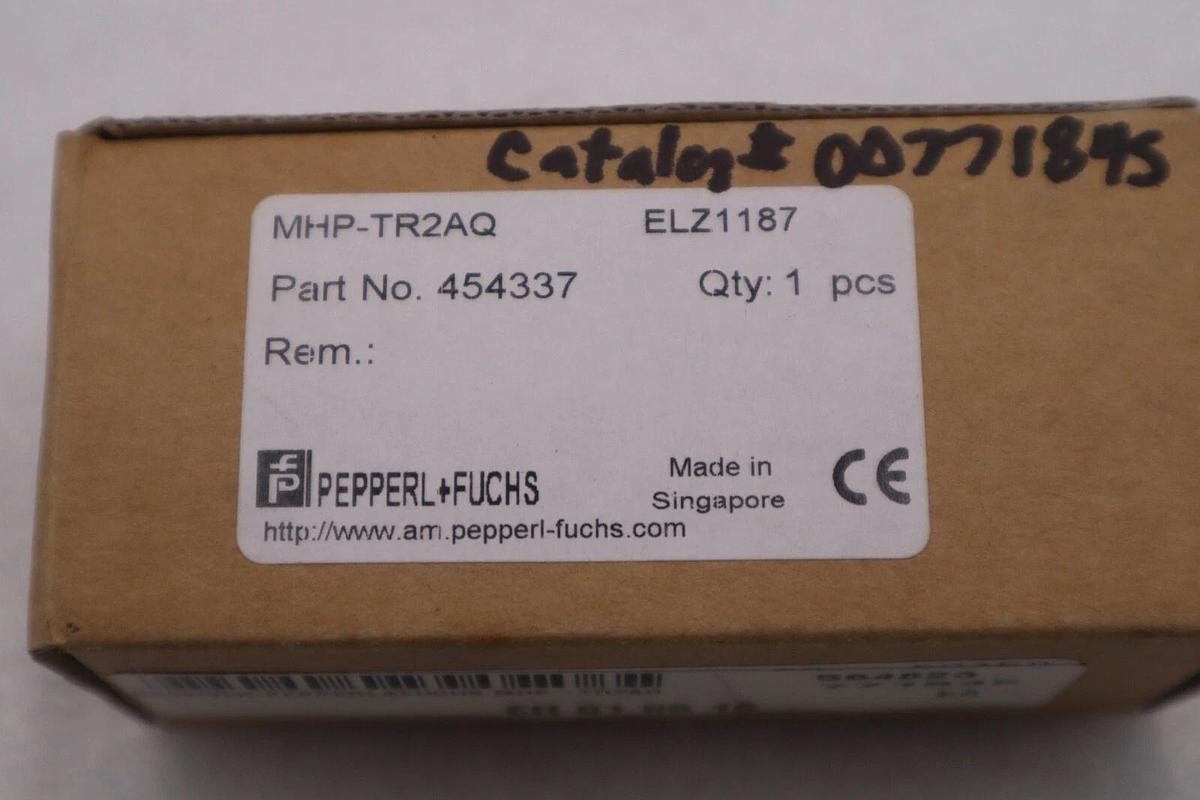 Catalog# 00771845
MHP-TR2AQ ELZ1187
Part No. 454337 Qty: 1 pcs
Rem.:
PEPPERL+FUCHS
Made in
Singapore
CE
http://www.am.pepperl-fuchs.com